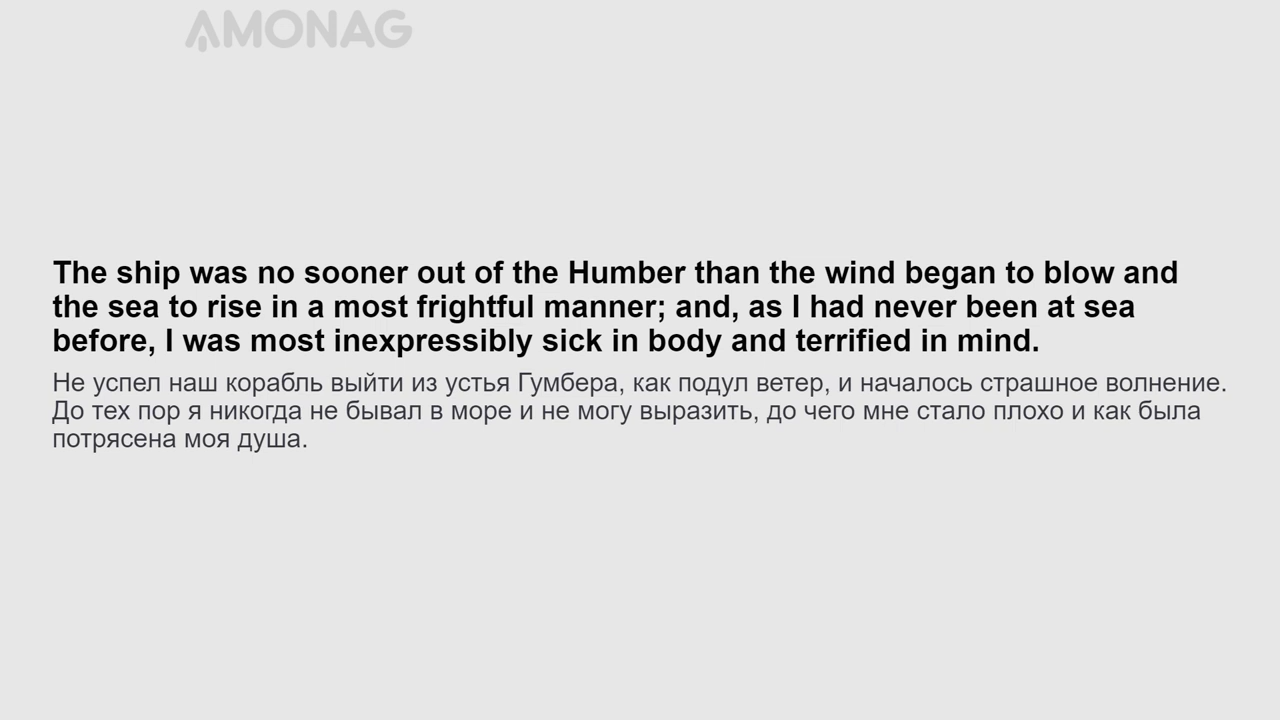 AMONAG
The ship was no sooner out of the Humber than the wind began to blow and
the sea to rise in a most frightful manner; and, as I had never been at sea
before, I was most inexpressibly sick in body and terrified in mind.
Не успел наш корабль выйти из устья Гумбера, как подул ветер, и началось страшное волнение.
До тех пор я никогда не бывал в море и не могу выразить, до чего мне стало плохо и как была
потрясена моя душа.